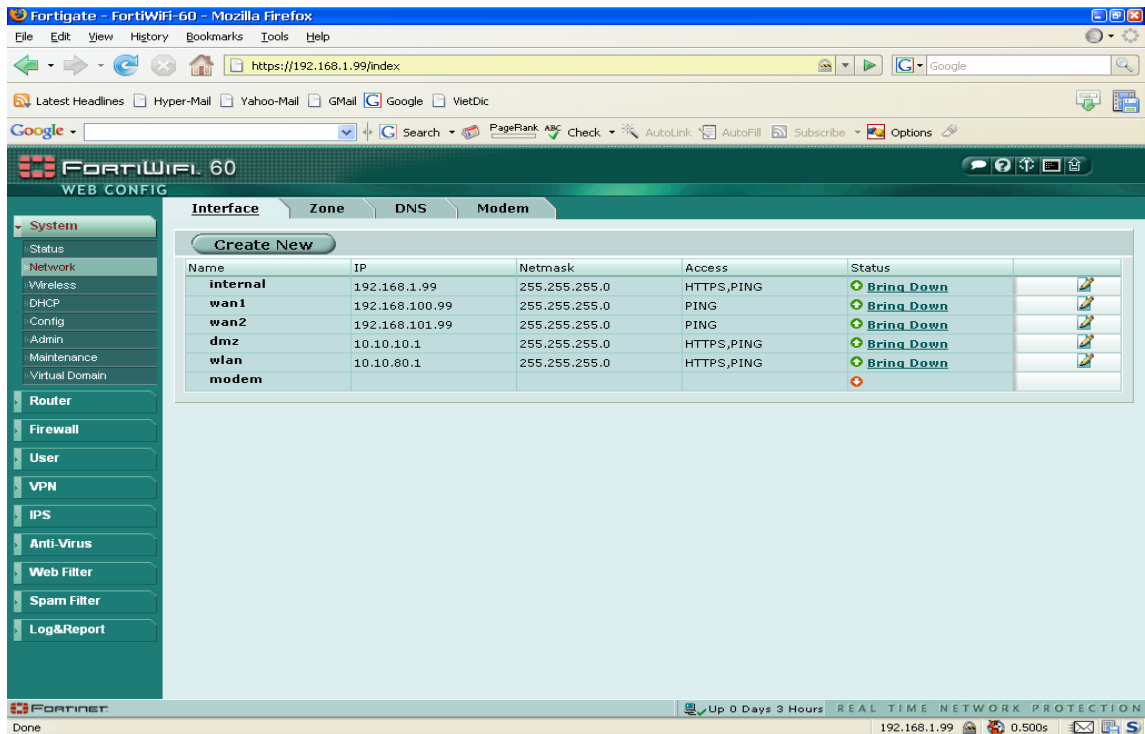 Fortigate - FortiWiFi-60 - Mozilla Firefox
File Edit View History Bookmarks Tools Help
https://192.168.1.99/index
G Google
Latest Headlines Hyper-Mail Yahoo-Mail GMail Google VietDic
Google Search PageRank ABC Check AutoLink AutoFill Subscribe Options
FORTIWIFI 60
WEB CONFIG
Interface Zone DNS Modem
System
Status
Network
Wireless
DHCP
Config
Admin
Maintenance
Virtual Domain
Router
Firewall
User
VPN
IPS
Anti-Virus
Web Filter
Spam Filter
Log&Report
Create New
Name IP Netmask Access Status
internal 192.168.1.99 255.255.255.0 HTTPS,PING Bring Down
wan1 192.168.100.99 255.255.255.0 PING Bring Down
wan2 192.168.101.99 255.255.255.0 PING Bring Down
dmz 10.10.10.1 255.255.255.0 HTTPS,PING Bring Down
wlan 10.10.80.1 255.255.255.0 HTTPS,PING Bring Down
modem
FORTINET Up 0 Days 3 Hours REAL TIME NETWORK PROTECTION
Done 192.168.1.99 0.500s S